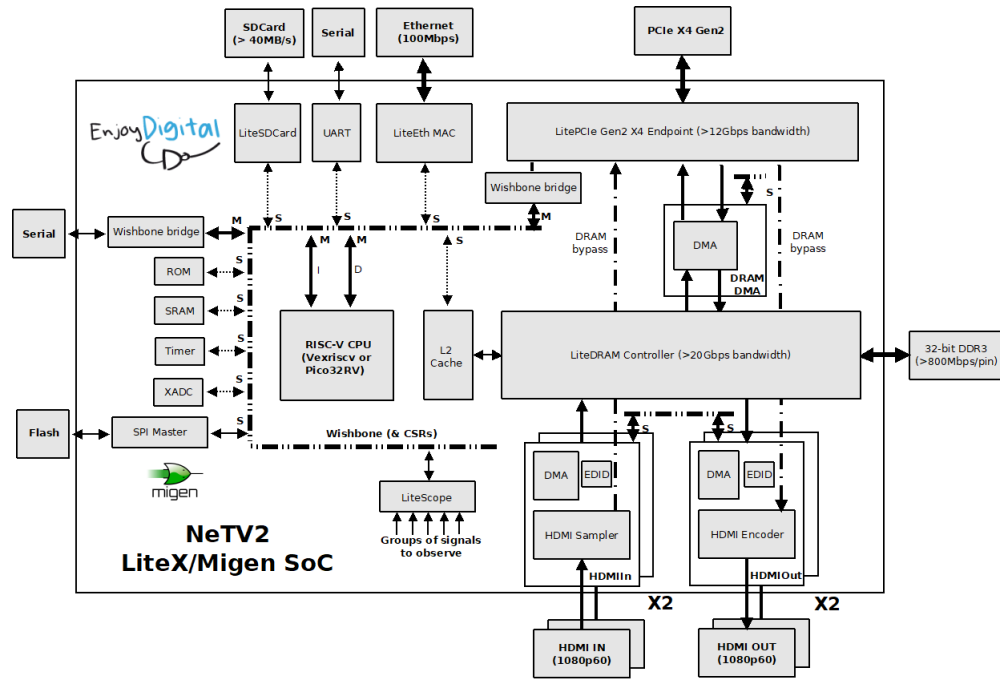 SDCard
(> 40MB/s)
Serial
Ethernet
(100Mbps)
PCIe X4 Gen2
EnjoyDigital
LiteSDCard
UART
LiteEth MAC
LitePCIe Gen2 X4 Endpoint (>12Gbps bandwidth)
Wishbone bridge
M
S
S
S
S
Serial
Wishbone bridge
M
M
M
S
I
D
DRAM
bypass
DMA
DRAM
DMA
DRAM
bypass
ROM
S
SRAM
S
Timer
S
XADC
S
Flash
SPI Master
S
RISC-V CPU
(Vexriscv or
Pico32RV)
L2
Cache
LiteDRAM Controller (>20Gbps bandwidth)
32-bit DDR3
(>800Mbps/pin)
Wishbone (& CSRs)
S
S
migen
LiteScope
Groups of signals
to observe
DMA
EDID
HDMI Sampler
HDMIIn
X2
DMA
EDID
HDMI Encoder
HDMIOut
X2
NeTV2
LiteX/Migen SoC
HDMI IN
(1080p60)
HDMI OUT
(1080p60)